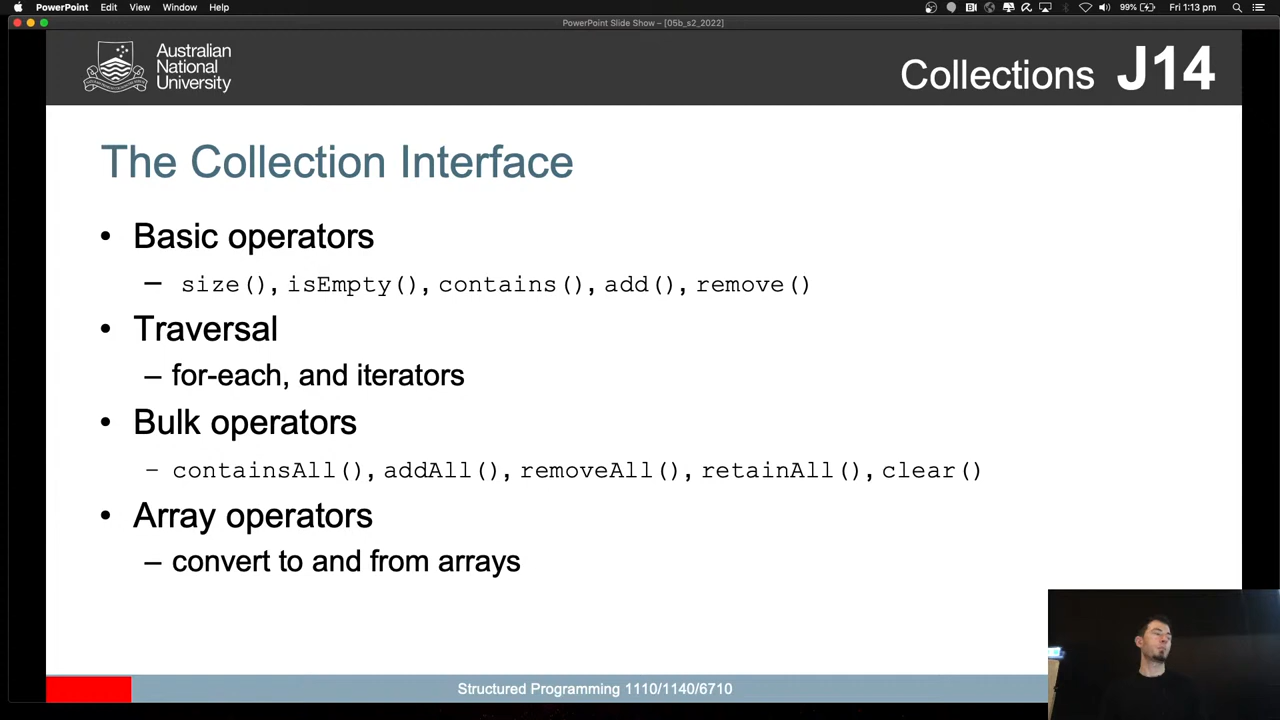 PowerPoint File Edit View Window Help 99% Fri 1:13 pm
PowerPoint Slide Show - [05b_s2_2022]
Australian
National
University
Collections J14
The Collection Interface
• Basic operators
– size(), isEmpty(), contains(), add(), remove()
• Traversal
– for-each, and iterators
• Bulk operators
– containsAll(), addAll(), removeAll(), retainAll(), clear()
• Array operators
– convert to and from arrays
Structured Programming 1110/1140/6710